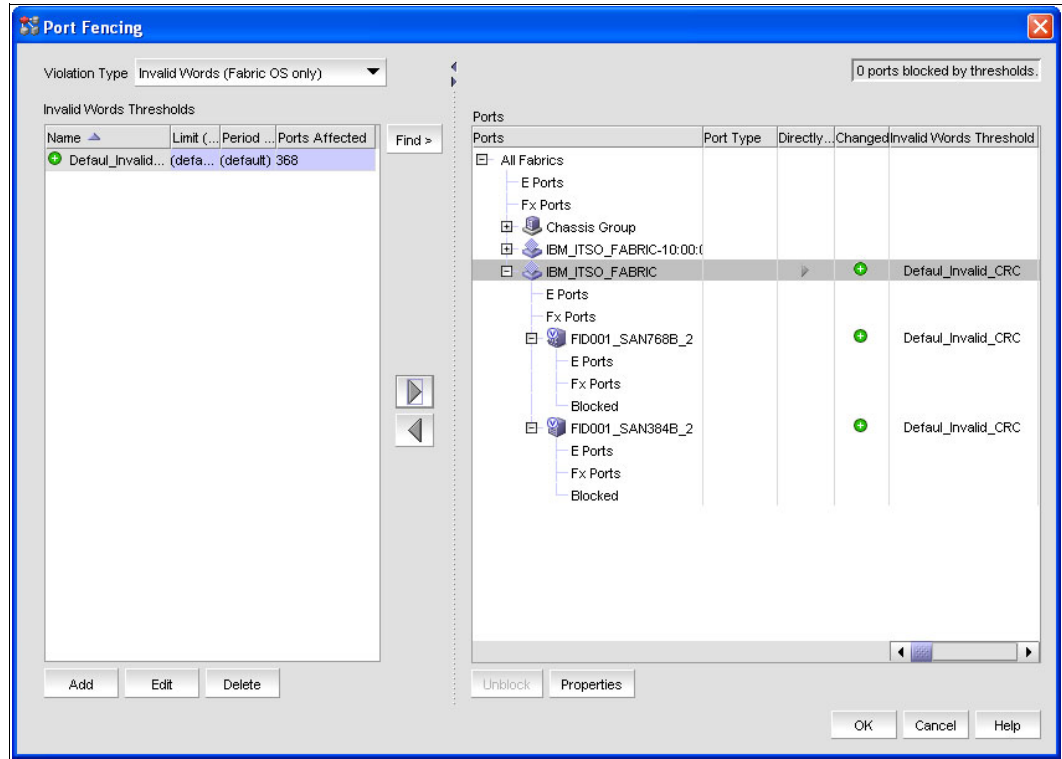 Port Fencing
Violation Type Invalid Words (Fabric OS only)
0 ports blocked by thresholds.
Invalid Words Thresholds
Name Limit (... Period ... Ports Affected
Defaul_Invalid... (defa... (default) 368
Find >
Ports
Ports Port Type Directly... Changed Invalid Words Threshold
All Fabrics
E Ports
Fx Ports
Chassis Group
IBM_ITSO_FABRIC-10:00:0
IBM_ITSO_FABRIC Defaul_Invalid_CRC
E Ports
Fx Ports
FID001_SAN768B_2 Defaul_Invalid_CRC
E Ports
Fx Ports
Blocked
FID001_SAN384B_2 Defaul_Invalid_CRC
E Ports
Fx Ports
Blocked
Add Edit Delete
Unblock Properties
OK Cancel Help